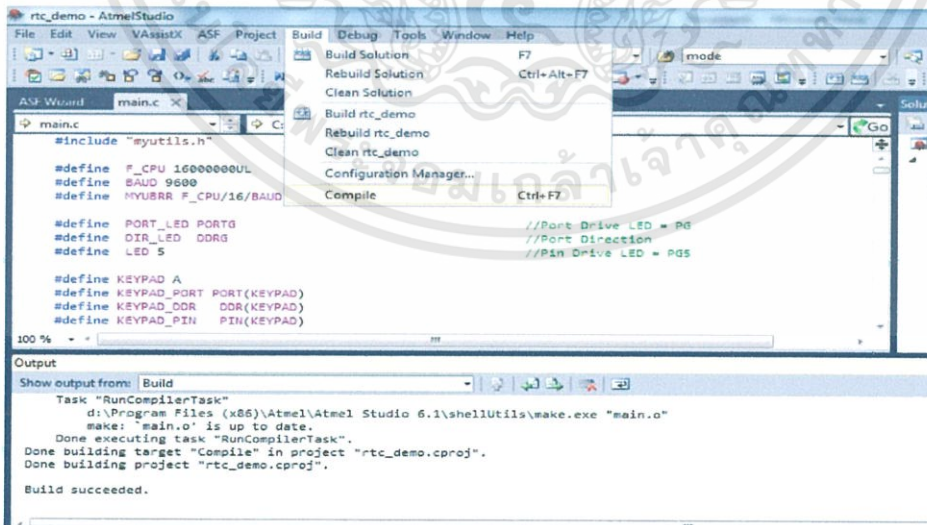 rtc_demo - AtmelStudio
File Edit View VAssistX ASF Project Build Debug Tools Window Help
Build Solution F7
mode
Rebuild Solution Ctrl+Alt+F7
Clean Solution
ASF Wizard main.c
Solu
Build rtc_demo
main.c C: Go
Rebuild rtc_demo
#include "myutils.h"
Clean rtc_demo
#define F_CPU 16000000UL
Configuration Manager...
#define BAUD 9600
#define MYUBRR F_CPU/16/BAUD
Compile Ctrl+F7
#define PORT_LED PORTG //Port Drive LED = PG
#define DIR_LED DDRG //Port Direction
#define LED 5 //Pin Drive LED = PG5
#define KEYPAD A
#define KEYPAD_PORT PORT(KEYPAD)
#define KEYPAD_DDR DDR(KEYPAD)
#define KEYPAD_PIN PIN(KEYPAD)
100 %
Output
Show output from: Build
Task "RunCompilerTask"
d:\Program Files (x86)\Atmel\Atmel Studio 6.1\shellUtils\make.exe "main.o"
make: `main.o' is up to date.
Done executing task "RunCompilerTask".
Done building target "Compile" in project "rtc_demo.cproj".
Done building project "rtc_demo.cproj".
Build succeeded.